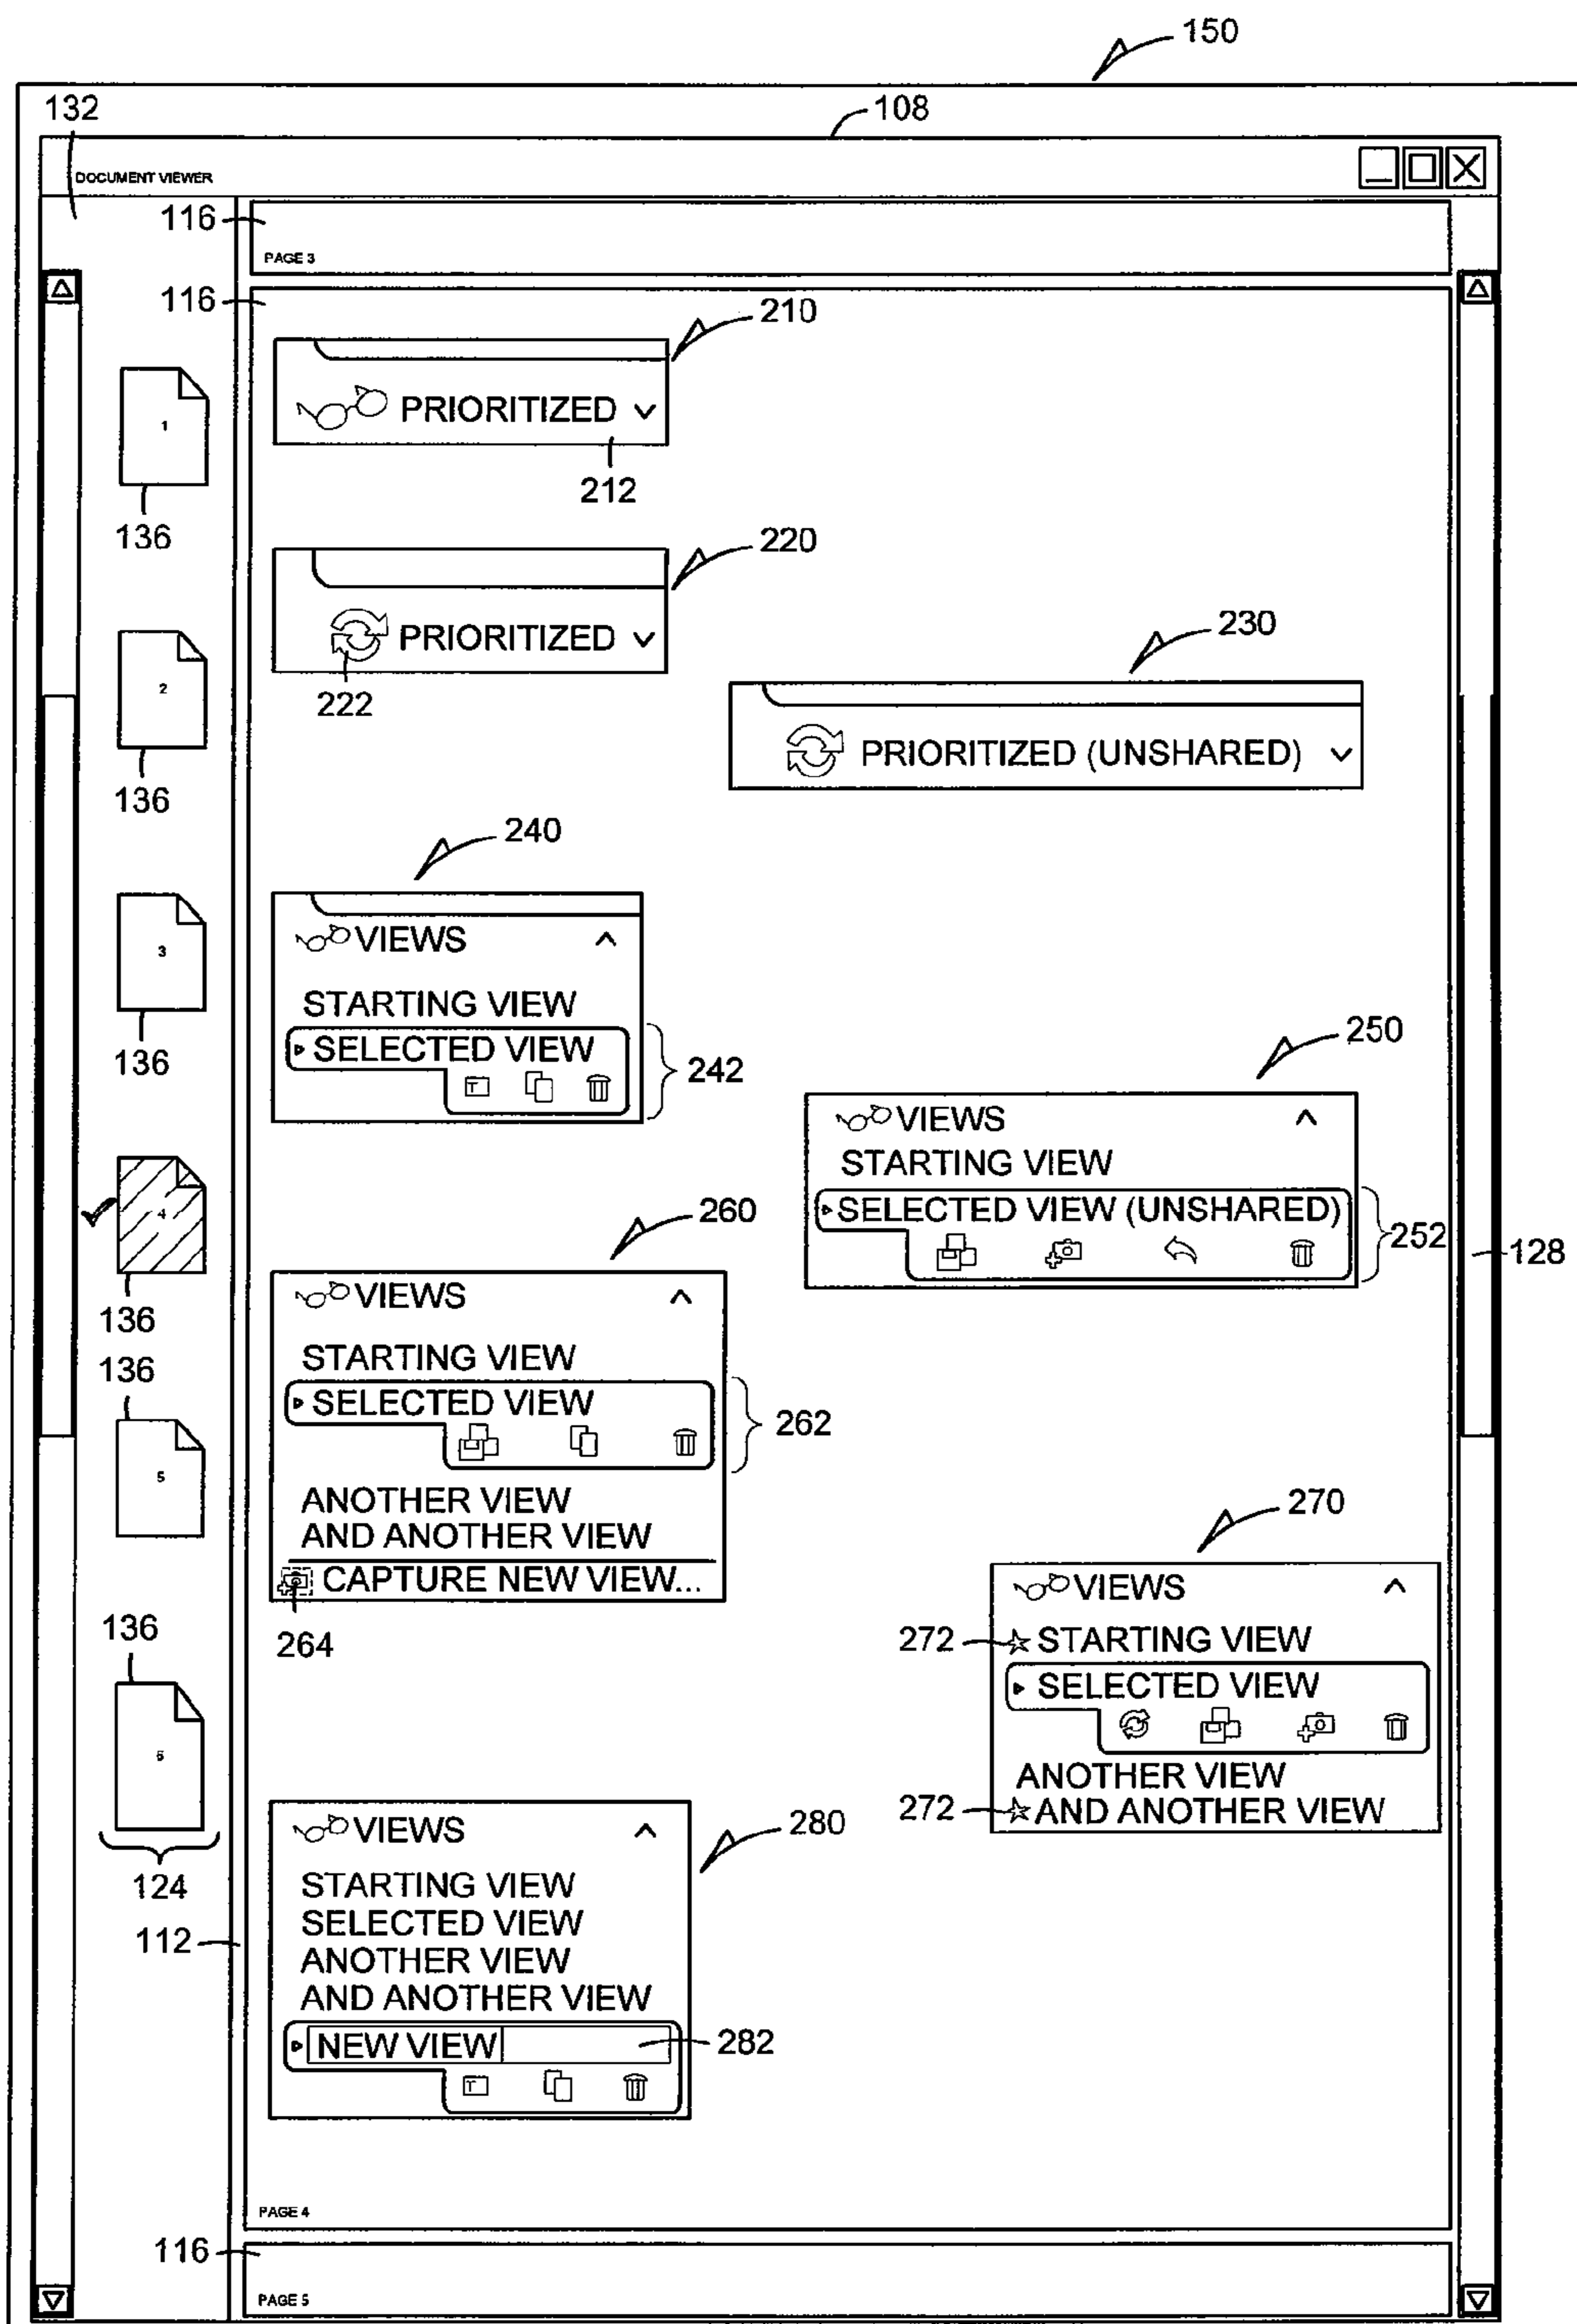 150
132
108
DOCUMENT VIEWER
116
PAGE 3
116
210
PRIORITIZED
212
1
136
220
PRIORITIZED
222
230
PRIORITIZED (UNSHARED)
2
136
240
VIEWS
STARTING VIEW
SELECTED VIEW
T
242
3
136
250
VIEWS
STARTING VIEW
SELECTED VIEW (UNSHARED)
252
128
4
136
260
VIEWS
STARTING VIEW
SELECTED VIEW
262
ANOTHER VIEW
AND ANOTHER VIEW
CAPTURE NEW VIEW...
264
136
5
270
VIEWS
272
STARTING VIEW
SELECTED VIEW
ANOTHER VIEW
272
AND ANOTHER VIEW
136
6
124
112
280
VIEWS
STARTING VIEW
SELECTED VIEW
ANOTHER VIEW
AND ANOTHER VIEW
NEW VIEW
282
T
PAGE 4
116
PAGE 5